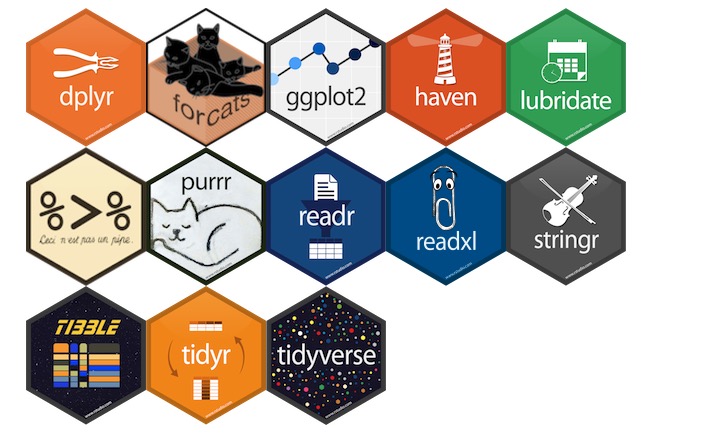 dplyr
forcats
ggplot2
haven
lubridate
%>%
Ceci n'est pas un pipe.
purrr
readr
readxl
stringr
TIBBLE
tidyr
tidyverse